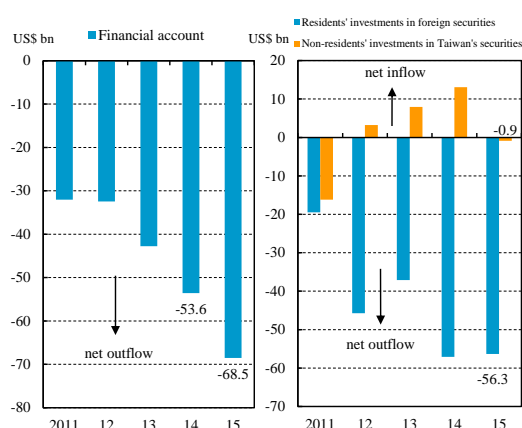 US$ bn
Financial account
0
-10
-20
-30
-40
-50
-60
-70
-80
-53.6
net outflow
-68.5
2011 12 13 14 15
Residents' investments in foreign securities
US$ bn Non-residents' investments in Taiwan's securities
20
10
0
-10
-20
-30
-40
-50
-60
-70
net inflow
-0.9
net outflow
-56.3
2011 12 13 14 15